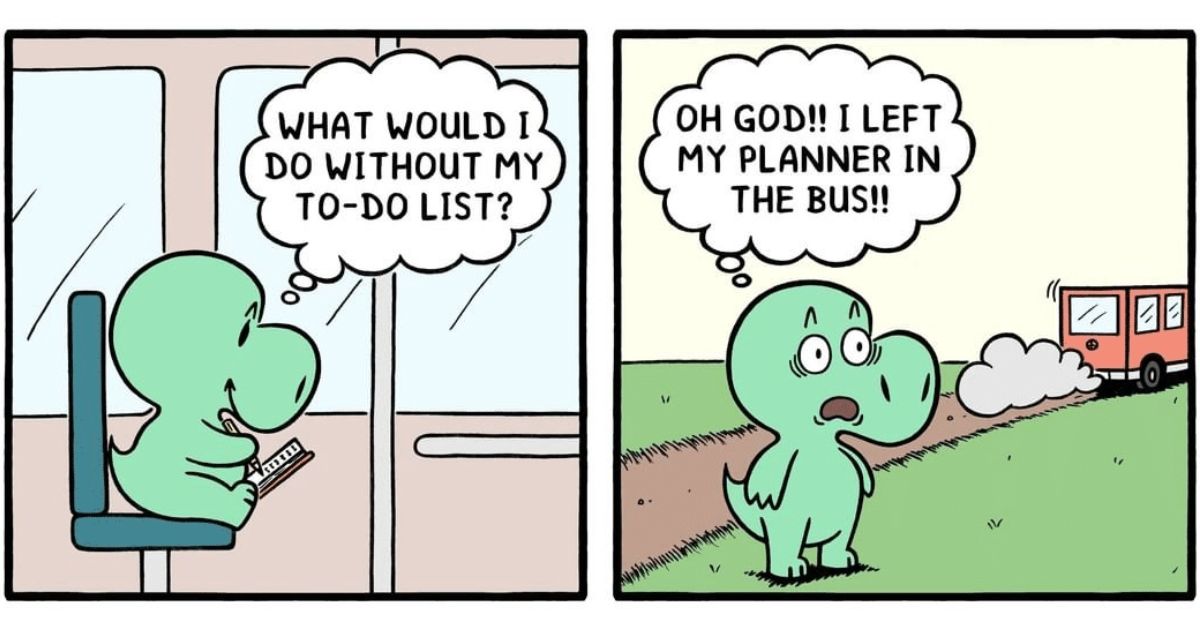 WHAT WOULD I
DO WITHOUT MY
TO-DO LIST?
OH GOD!! I LEFT
MY PLANNER IN
THE BUS!!